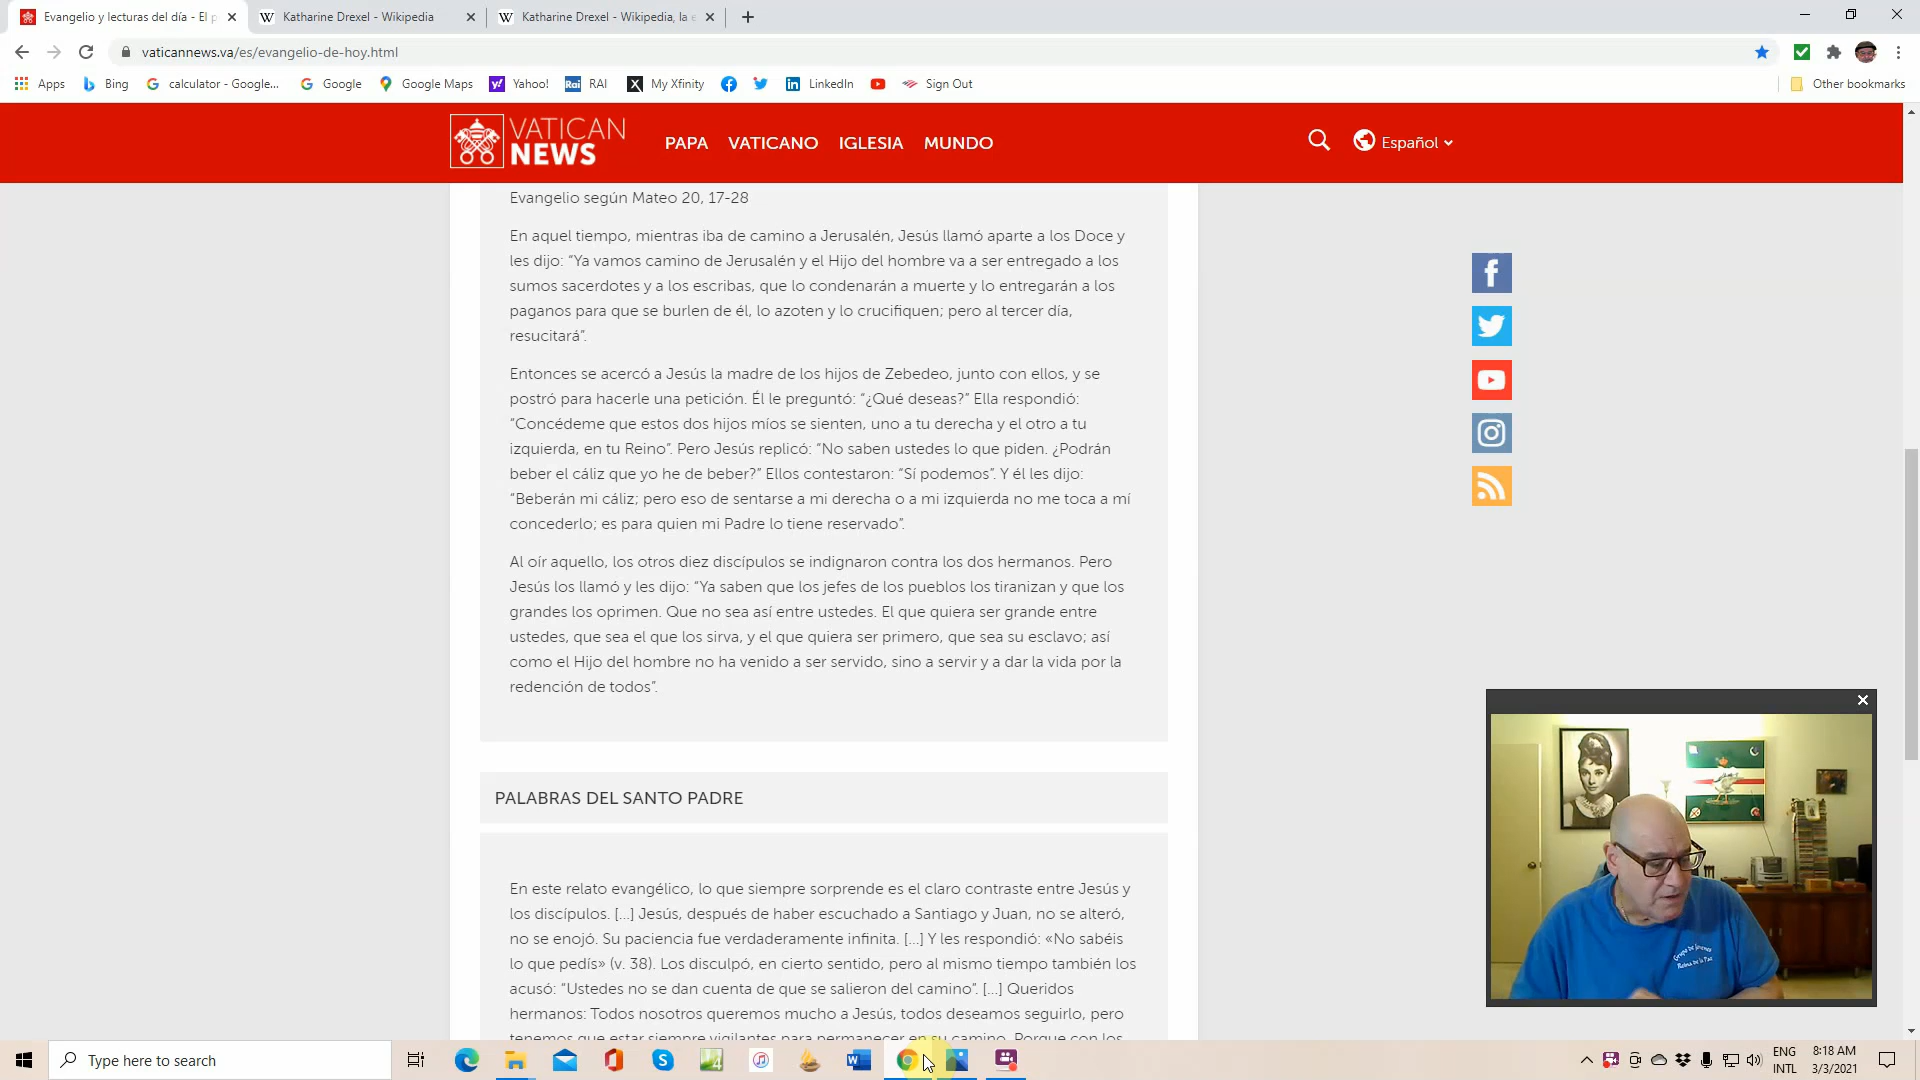 Evangelio y lecturas del día - El p
Katharine Drexel - Wikipedia
Katharine Drexel - Wikipedia, la e
vaticannews.va/es/evangelio-de-hoy.html
Apps
Bing
calculator - Google...
Google
Google Maps
Yahoo!
RAI
My Xfinity
LinkedIn
Sign Out
Other bookmarks
VATICAN
NEWS
PAPA VATICANO IGLESIA MUNDO
Español
Evangelio según Mateo 20, 17-28
En aquel tiempo, mientras iba de camino a Jerusalén, Jesús llamó aparte a los Doce y
les dijo: “Ya vamos camino de Jerusalén y el Hijo del hombre va a ser entregado a los
sumos sacerdotes y a los escribas, que lo condenarán a muerte y lo entregarán a los
paganos para que se burlen de él, lo azoten y lo crucifiquen; pero al tercer día,
resucitará”.
Entonces se acercó a Jesús la madre de los hijos de Zebedeo, junto con ellos, y se
postró para hacerle una petición. Él le preguntó: “¿Qué deseas?” Ella respondió:
“Concédeme que estos dos hijos míos se sienten, uno a tu derecha y el otro a tu
izquierda, en tu Reino”. Pero Jesús replicó: “No saben ustedes lo que piden. ¿Podrán
beber el cáliz que yo he de beber?” Ellos contestaron: “Sí podemos”. Y él les dijo:
“Beberán mi cáliz; pero eso de sentarse a mi derecha o a mi izquierda no me toca a mí
concederlo; es para quien mi Padre lo tiene reservado”.
Al oír aquello, los otros diez discípulos se indignaron contra los dos hermanos. Pero
Jesús los llamó y les dijo: “Ya saben que los jefes de los pueblos los tiranizan y que los
grandes los oprimen. Que no sea así entre ustedes. El que quiera ser grande entre
ustedes, que sea el que los sirva, y el que quiera ser primero, que sea su esclavo; así
como el Hijo del hombre no ha venido a ser servido, sino a servir y a dar la vida por la
redención de todos”.
PALABRAS DEL SANTO PADRE
En este relato evangélico, lo que siempre sorprende es el claro contraste entre Jesús y
los discípulos. [...] Jesús, después de haber escuchado a Santiago y Juan, no se alteró,
no se enojó. Su paciencia fue verdaderamente infinita. [...] Y les respondió: «No sabéis
lo que pedís» (v. 38). Los disculpó, en cierto sentido, pero al mismo tiempo también los
acusó: “Ustedes no se dan cuenta de que se salieron del camino”. [...] Queridos
hermanos: Todos nosotros queremos mucho a Jesús, todos deseamos seguirlo, pero
tenemos que estar siempre vigilantes para permanecer en su camino. Porque con los
Grupo de Jóvenes
Reina de la Paz
Type here to search
ENG
INTL
8:18 AM
3/3/2021